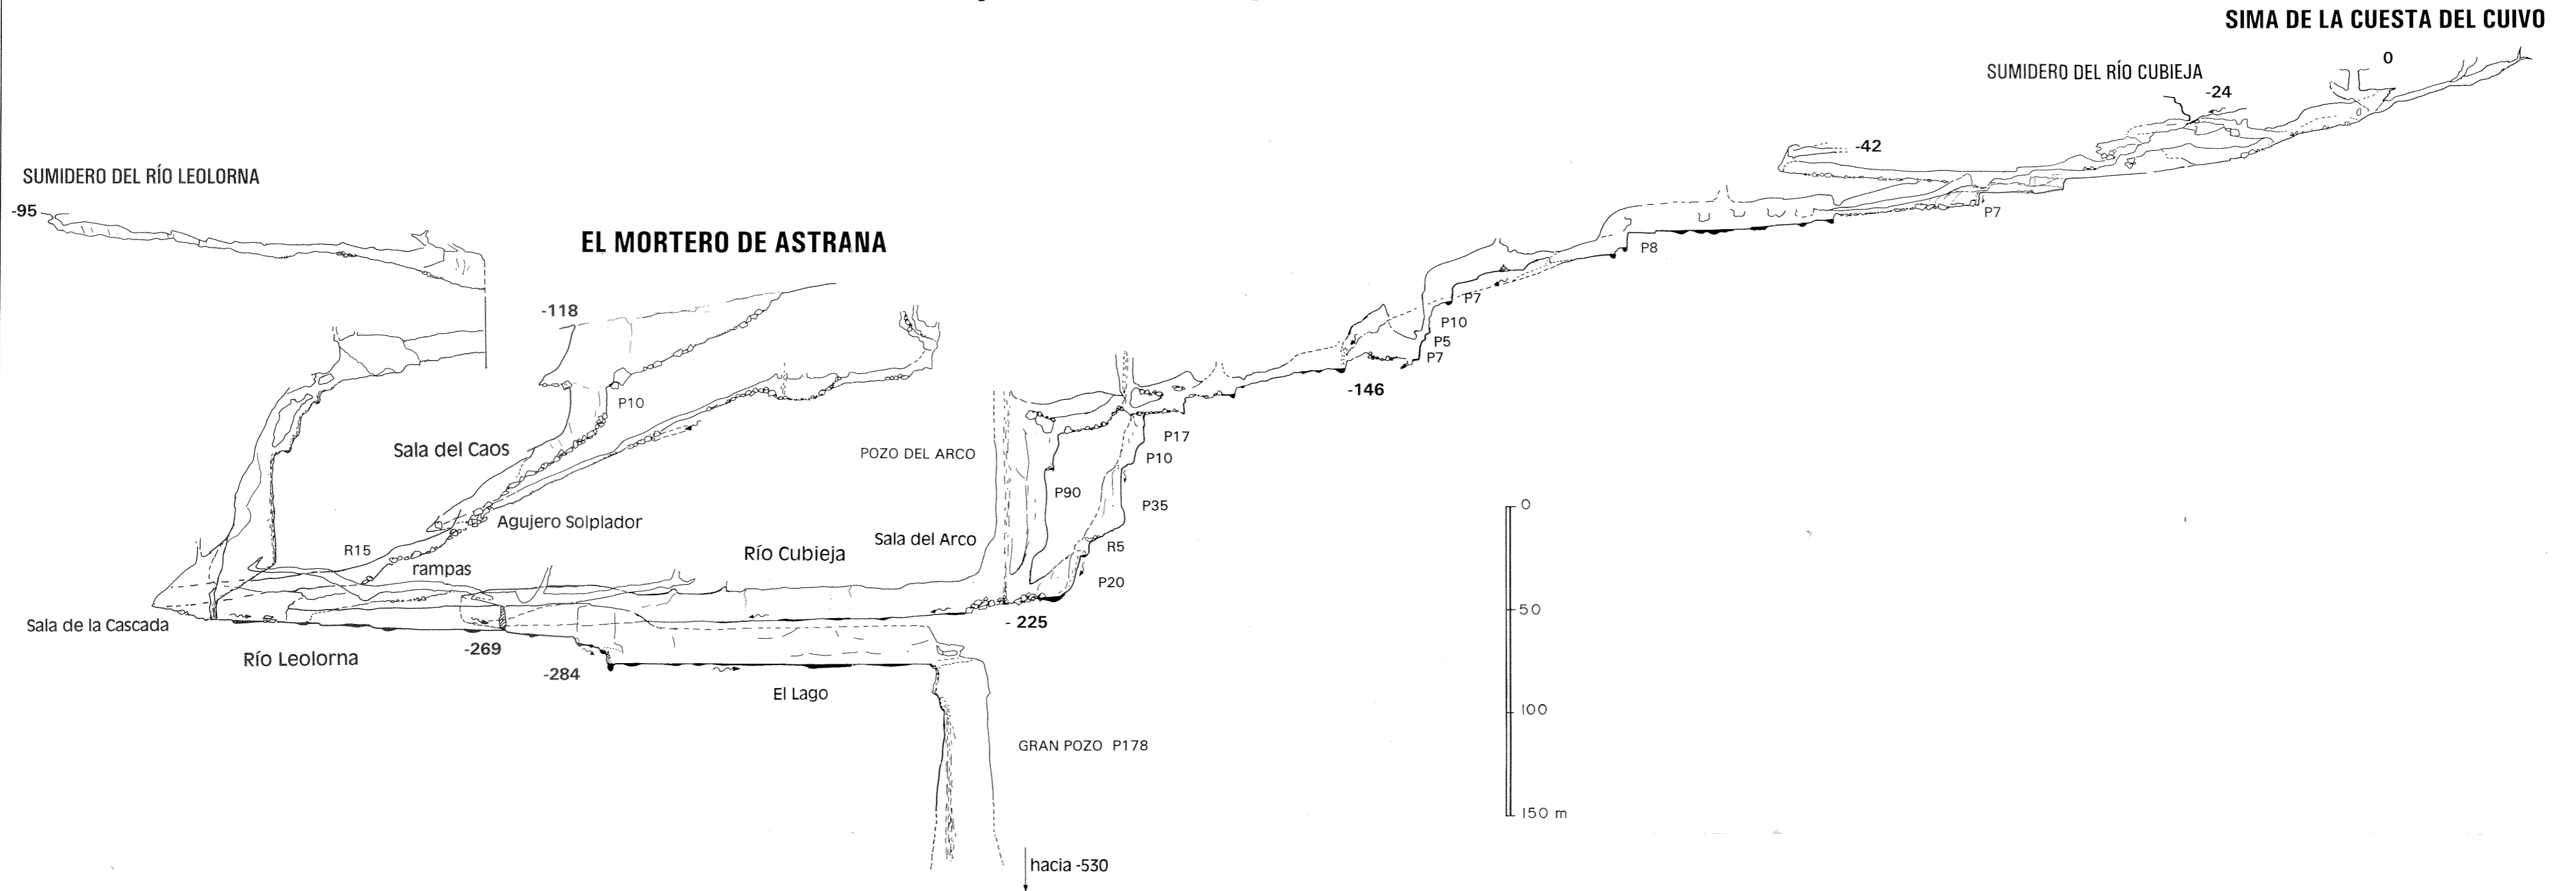 SIMA DE LA CUESTA DEL CUIVO
0
SUMIDERO DEL RÍO CUBIEJA
-24
-42
SUMIDERO DEL RÍO LEOLORNA
-95
P7
EL MORTERO DE ASTRANA
P8
P7
-118
P10
P5
P7
-146
P10
P17
Sala del Caos
POZO DEL ARCO
P10
P90
P35
0
Agujero Solplador
Sala del Arco
R5
R15
Río Cubieja
rampas
P20
50
Sala de la Cascada
- 225
-269
Río Leolorna
-284
El Lago
100
GRAN POZO P178
150 m
hacia -530